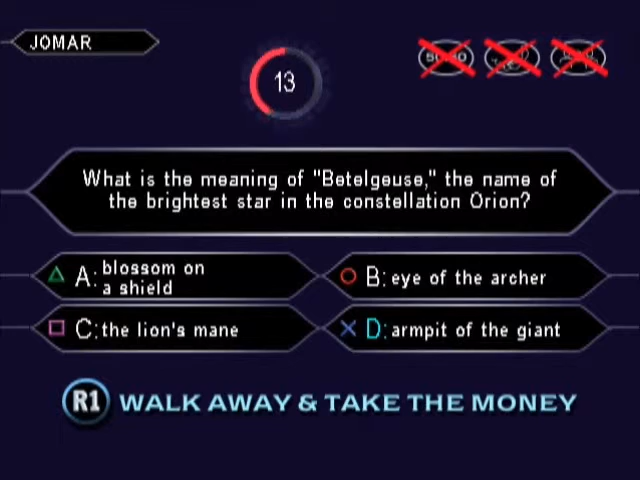 JOMAR
13
50:50
What is the meaning of "Betelgeuse," the name of
the brightest star in the constellation Orion?
A: blossom on
a shield
B: eye of the archer
C: the lion's mane
D: armpit of the giant
R1 WALK AWAY & TAKE THE MONEY